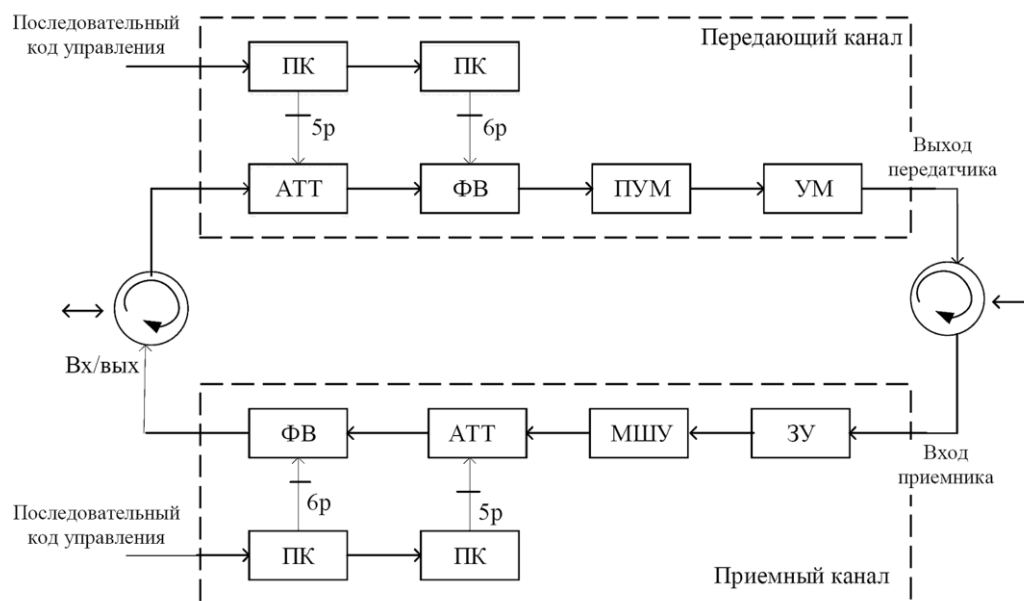 Последовательный
код управления
Передающий канал
ПК
ПК
5р
6р
Выход
передатчика
АТТ
ФВ
ПУМ
УМ
Вх/вых
ФВ
АТТ
МШУ
ЗУ
Вход
приемника
6р
5р
Последовательный
код управления
ПК
ПК
Приемный канал